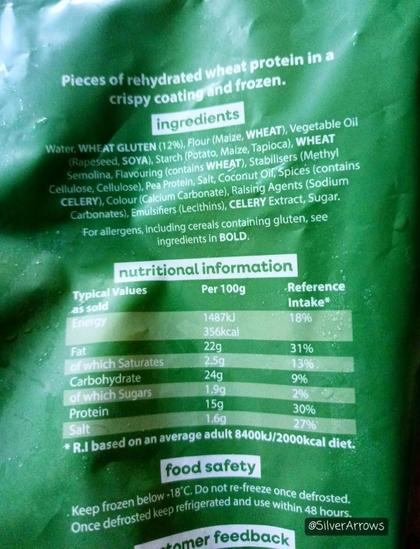 Pieces of rehydrated wheat protein in a
crispy coating and frozen.
ingredients
Water, WHEAT GLUTEN (12%), Flour (Maize, WHEAT), Vegetable Oil
(Rapeseed, SOYA), Starch (Potato, Maize, Tapioca), WHEAT
Semolina, Flavouring (contains WHEAT), Stabilisers (Methyl
Cellulose, Cellulose), Pea Protein, Salt, Coconut Oil, Spices (contains
CELERY), Colour (Calcium Carbonate), Raising Agents (Sodium
Carbonates), Emulsifiers (Lecithins), CELERY Extract, Sugar.
For allergens, including cereals containing gluten, see
ingredients in BOLD.
nutritional information
Typical Values as sold Per 100g Reference Intake*
Energy 1487kJ 18%
356kcal
Fat 22g 31%
of which Saturates 2.5g 13%
Carbohydrate 24g 9%
of which Sugars 1.9g 2%
Protein 15g 30%
Salt 1.6g 27%
* R.I based on an average adult 8400kJ/2000kcal diet.
food safety
Keep frozen below -18°C. Do not re-freeze once defrosted.
Once defrosted keep refrigerated and use within 48 hours.
feedback
@SilverArrows